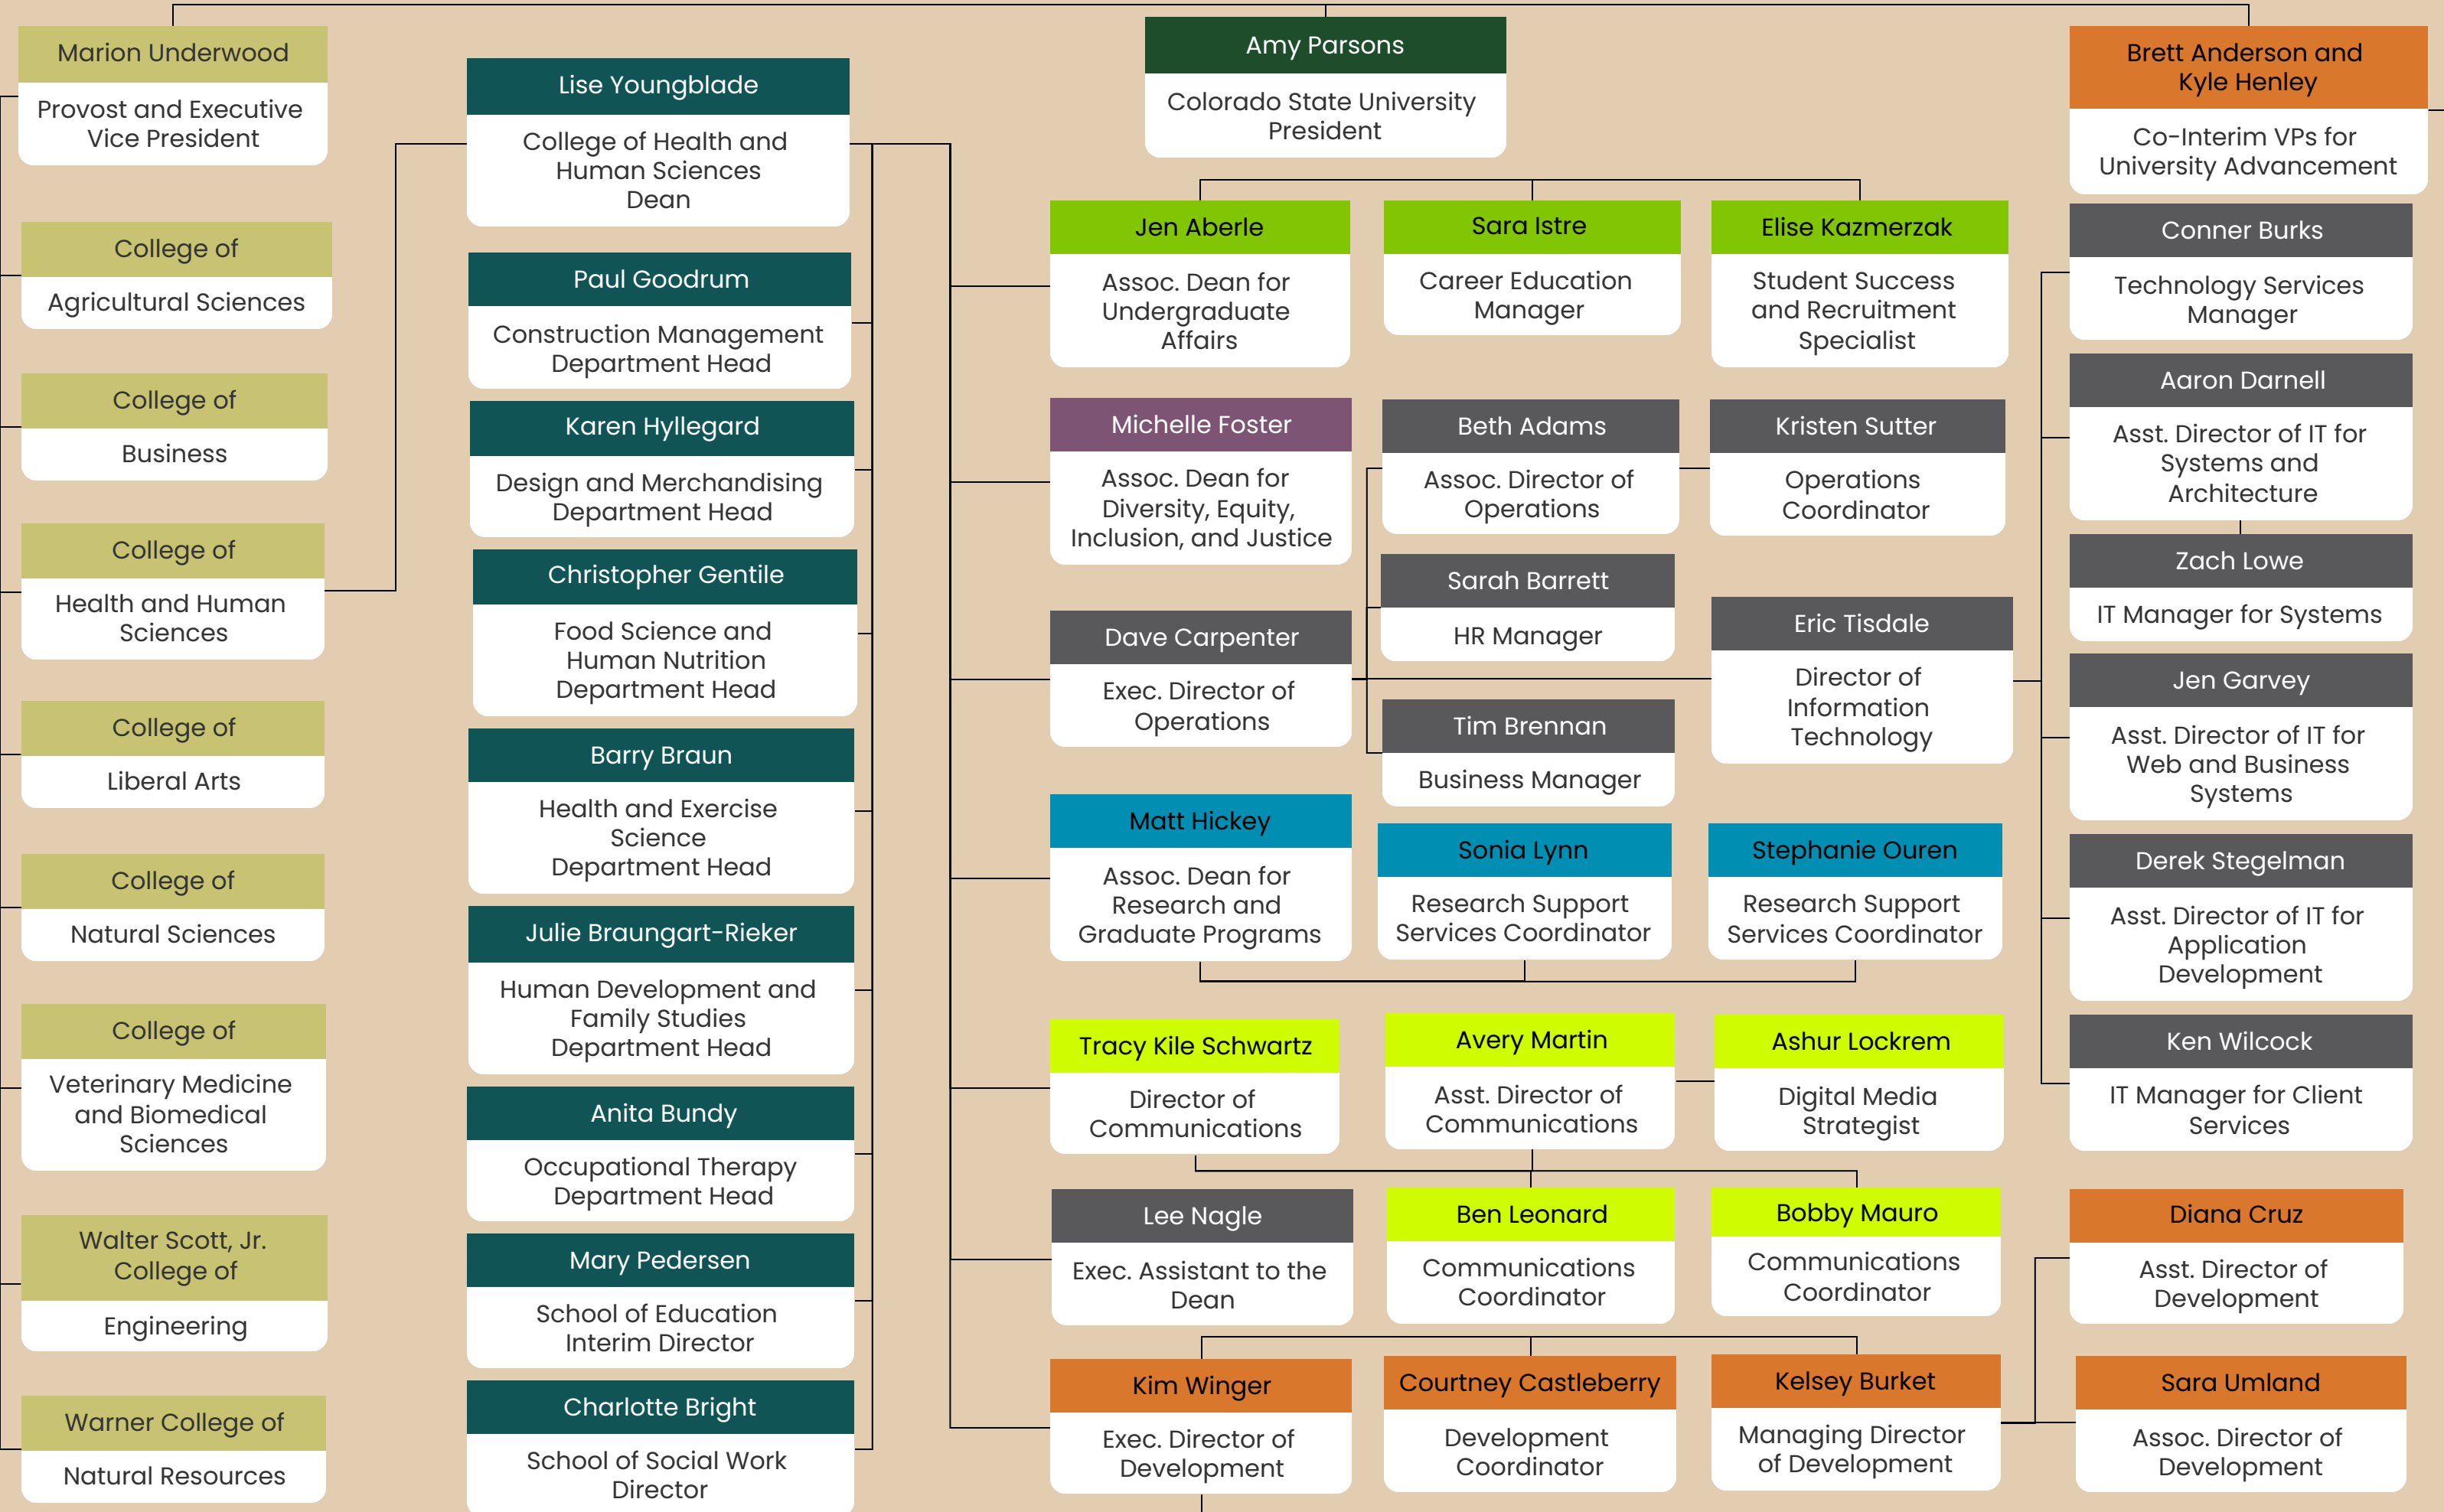 Marion Underwood
Provost and Executive
Vice President
College of
Agricultural Sciences
College of
Business
College of
Health and Human
Sciences
College of
Liberal Arts
College of
Natural Sciences
College of
Veterinary Medicine
and Biomedical
Sciences
Walter Scott, Jr.
College of
Engineering
Warner College of
Natural Resources
Lise Youngblade
College of Health and
Human Sciences
Dean
Paul Goodrum
Construction Management
Department Head
Karen Hyllegard
Design and Merchandising
Department Head
Christopher Gentile
Food Science and
Human Nutrition
Department Head
Barry Braun
Health and Exercise
Science
Department Head
Julie Braungart-Rieker
Human Development and
Family Studies
Department Head
Anita Bundy
Occupational Therapy
Department Head
Mary Pedersen
School of Education
Interim Director
Charlotte Bright
School of Social Work
Director
Amy Parsons
Colorado State University
President
Jen Aberle
Assoc. Dean for
Undergraduate
Affairs
Sara Istre
Career Education
Manager
Elise Kazmerzak
Student Success
and Recruitment
Specialist
Michelle Foster
Assoc. Dean for
Diversity, Equity,
Inclusion, and Justice
Beth Adams
Assoc. Director of
Operations
Kristen Sutter
Operations
Coordinator
Sarah Barrett
HR Manager
Dave Carpenter
Exec. Director of
Operations
Eric Tisdale
Director of
Information
Technology
Tim Brennan
Business Manager
Matt Hickey
Assoc. Dean for
Research and
Graduate Programs
Sonia Lynn
Research Support
Services Coordinator
Stephanie Ouren
Research Support
Services Coordinator
Tracy Kile Schwartz
Director of
Communications
Avery Martin
Asst. Director of
Communications
Ashur Lockrem
Digital Media
Strategist
Lee Nagle
Exec. Assistant to the
Dean
Ben Leonard
Communications
Coordinator
Bobby Mauro
Communications
Coordinator
Kim Winger
Exec. Director of
Development
Courtney Castleberry
Development
Coordinator
Kelsey Burket
Managing Director
of Development
Brett Anderson and
Kyle Henley
Co-Interim VPs for
University Advancement
Conner Burks
Technology Services
Manager
Aaron Darnell
Asst. Director of IT for
Systems and
Architecture
Zach Lowe
IT Manager for Systems
Jen Garvey
Asst. Director of IT for
Web and Business
Systems
Derek Stegelman
Asst. Director of IT for
Application
Development
Ken Wilcock
IT Manager for Client
Services
Diana Cruz
Asst. Director of
Development
Sara Umland
Assoc. Director of
Development